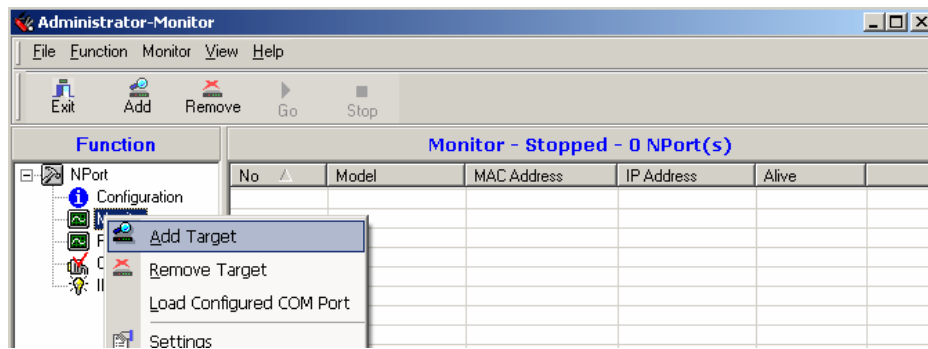 Administrator-Monitor
File Function Monitor View Help
Exit Add Remove Go Stop
Function
Monitor - Stopped - 0 NPort(s)
NPort
No Model MAC Address IP Address Alive
Configuration
Add Target
Remove Target
Load Configured COM Port
Settings